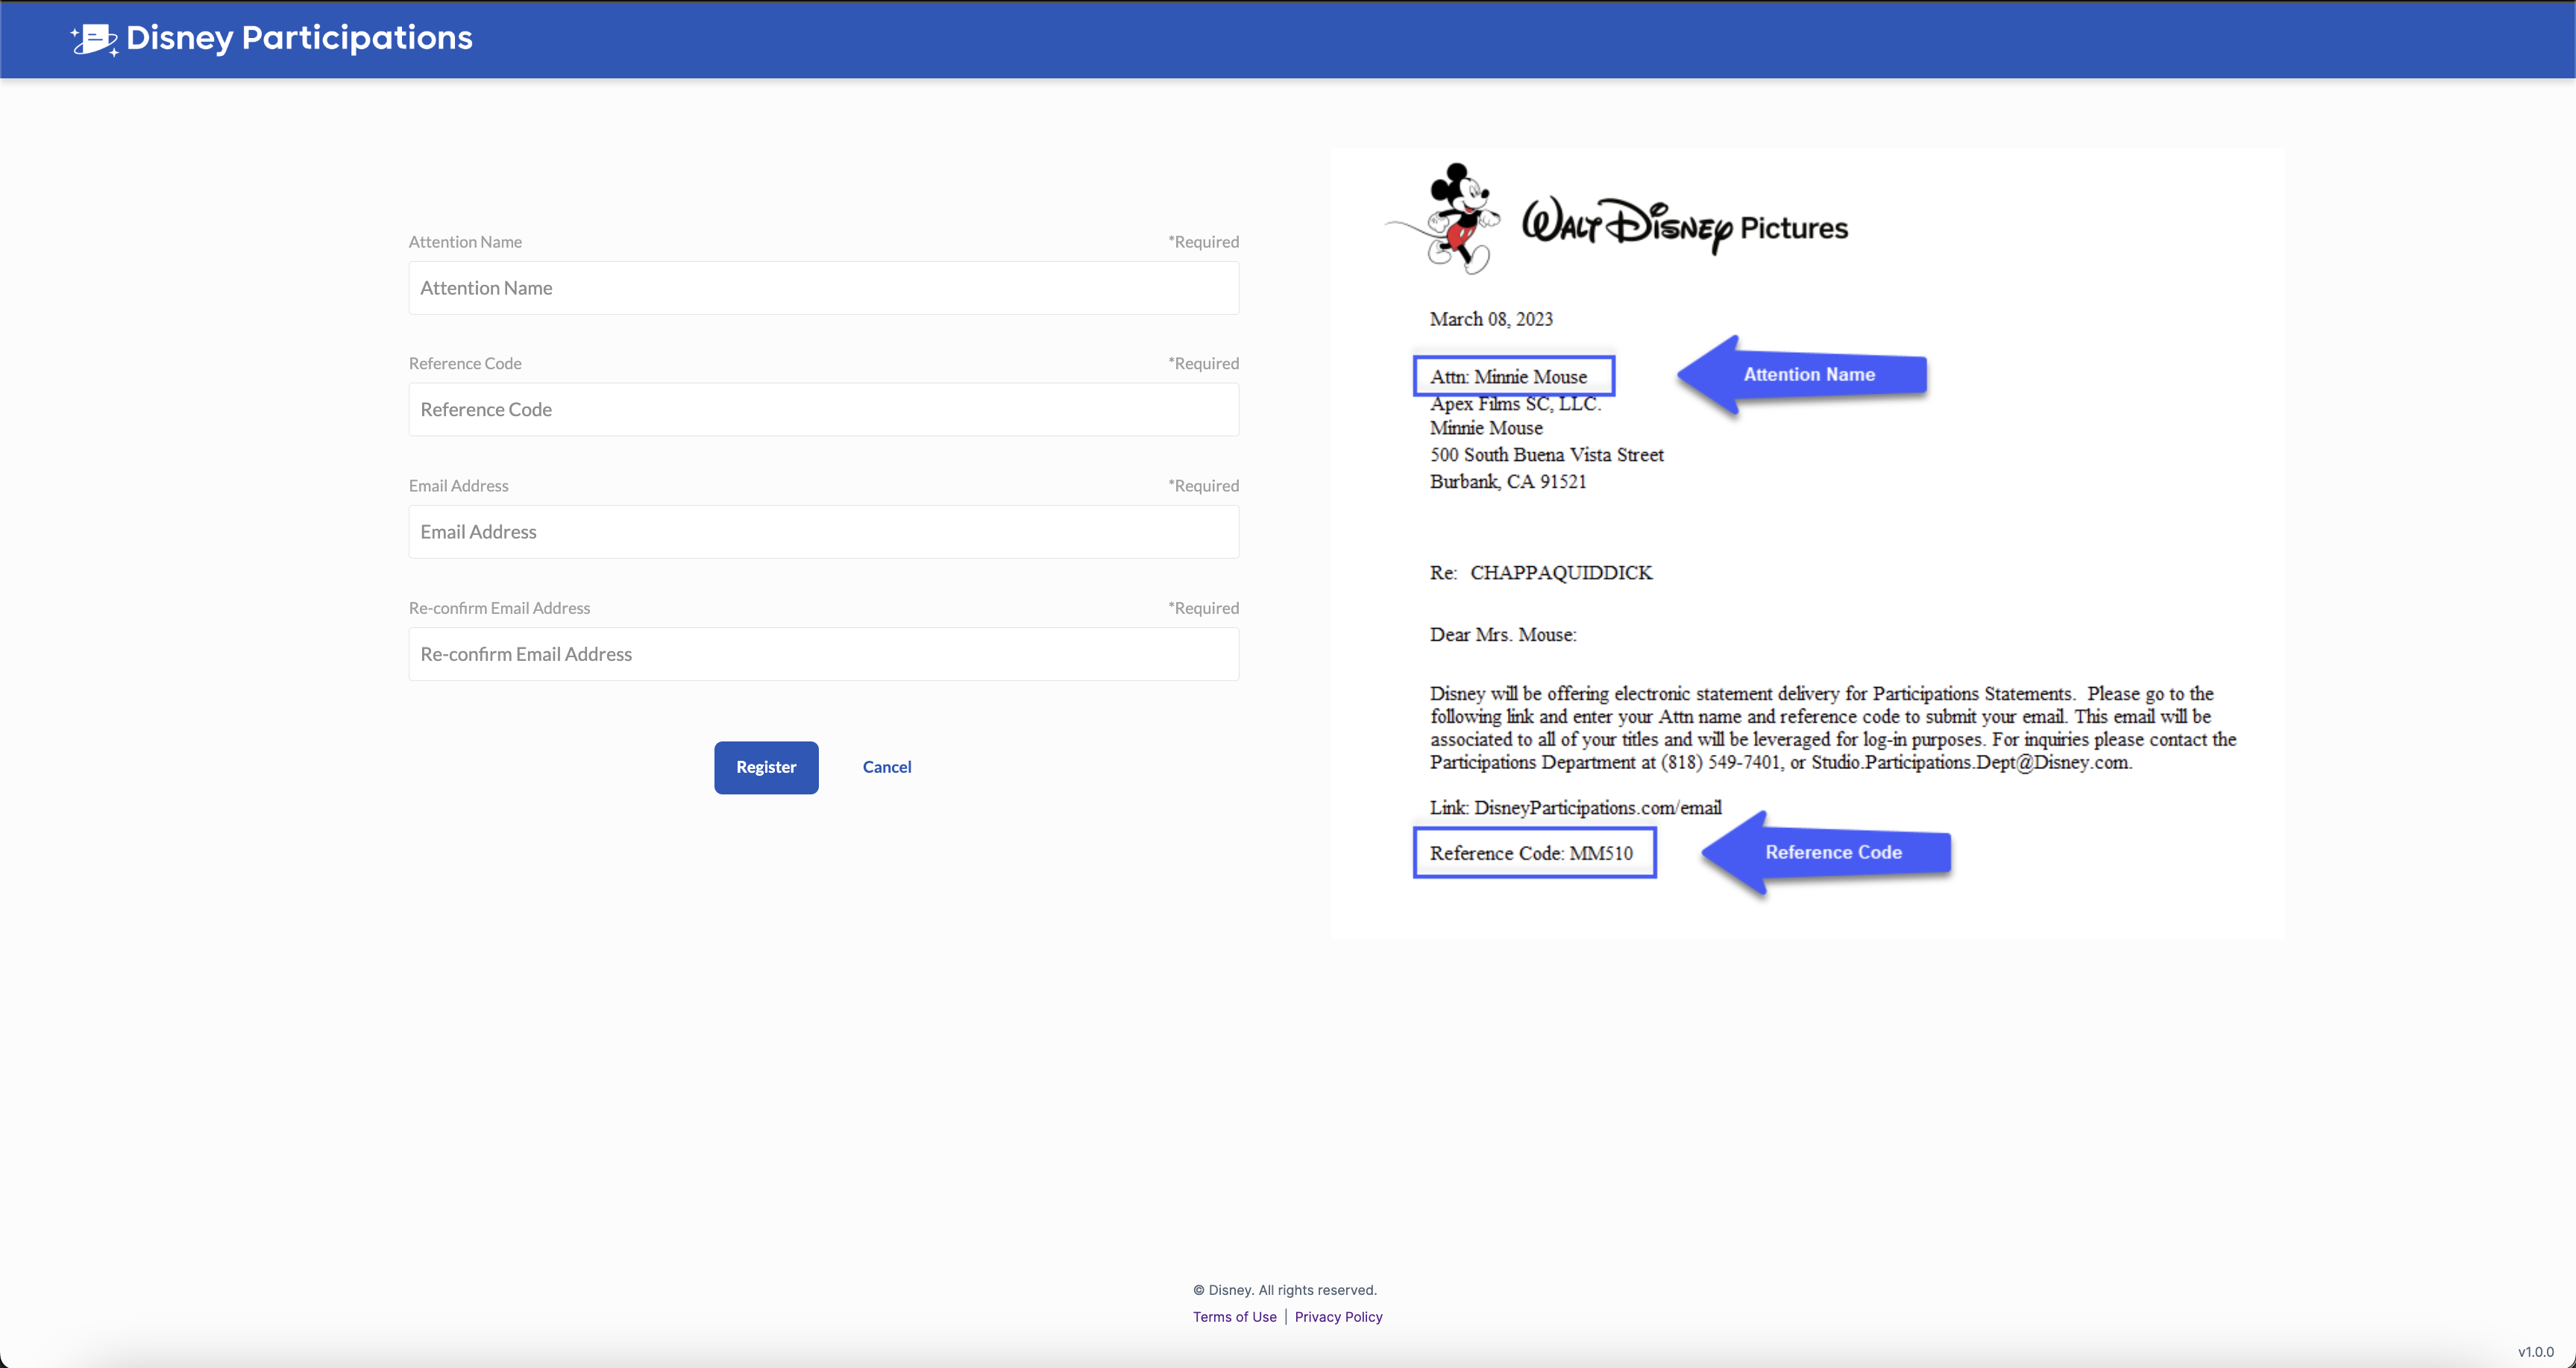 Disney Participations
Attention Name *Required
Attention Name
Reference Code *Required
Reference Code
Email Address *Required
Email Address
Re-confirm Email Address *Required
Re-confirm Email Address
Register Cancel
WALT DISNEY Pictures
March 08, 2023
Attn: Minnie Mouse
Attention Name
Apex Films SC, LLC.
Minnie Mouse
500 South Buena Vista Street
Burbank, CA 91521
Re: CHAPPAQUIDDICK
Dear Mrs. Mouse:
Disney will be offering electronic statement delivery for Participations Statements. Please go to the
following link and enter your Attn name and reference code to submit your email. This email will be
associated to all of your titles and will be leveraged for log-in purposes. For inquiries please contact the
Participations Department at (818) 549-7401, or Studio.Participations.Dept@Disney.com.
Link: DisneyParticipations.com/email
Reference Code: MM510
Reference Code
© Disney. All rights reserved.
Terms of Use | Privacy Policy
v1.0.0